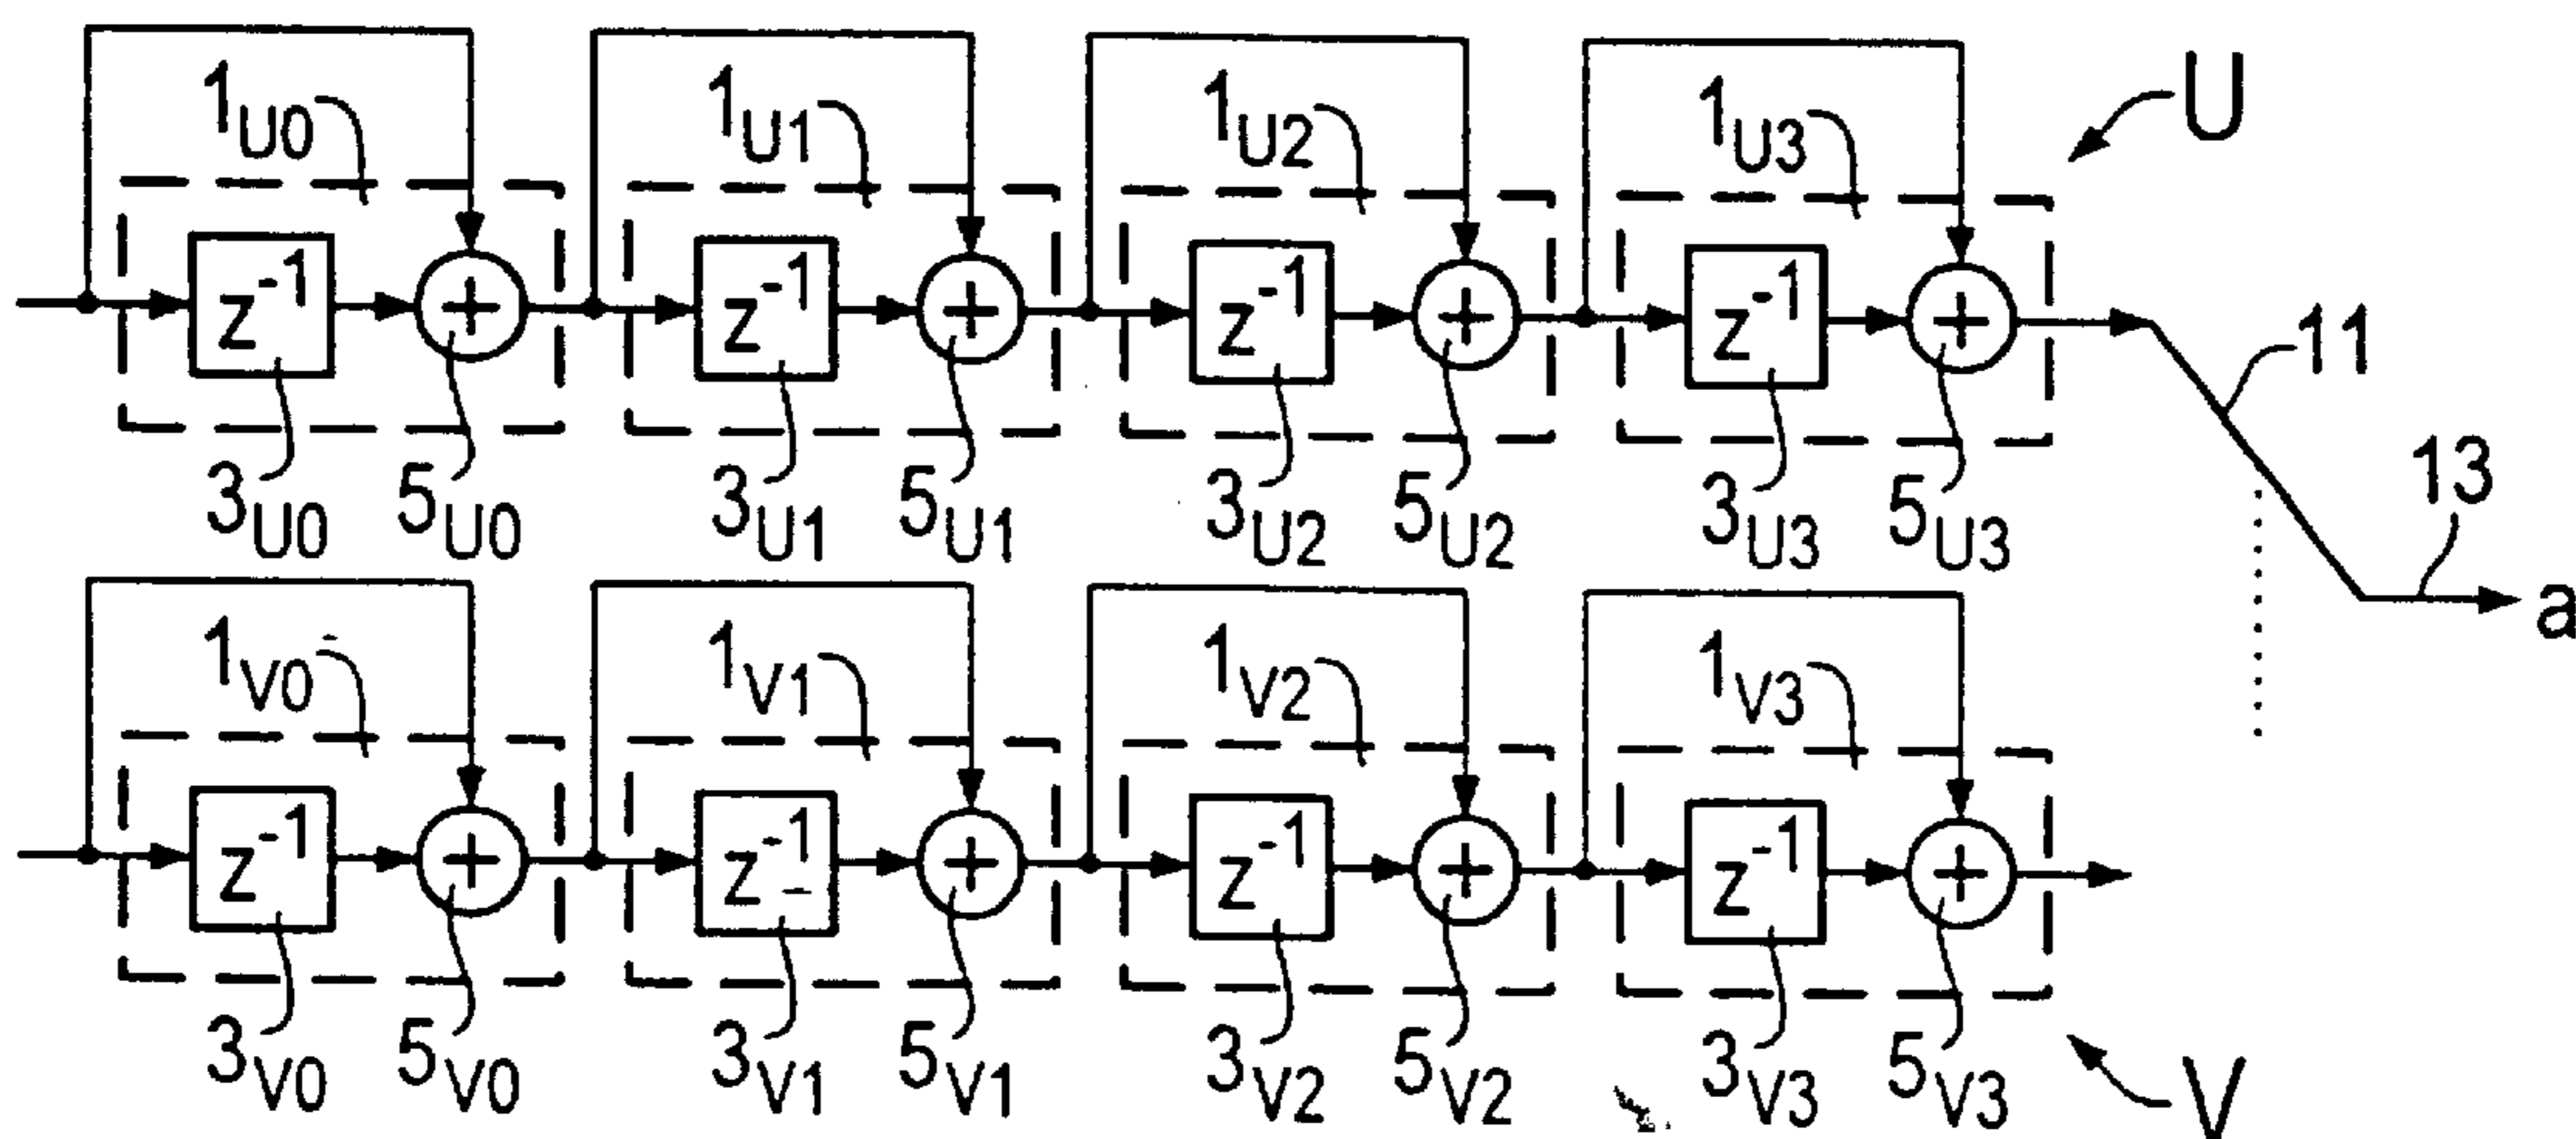 1U0 1U1 1U2 1U3 U
z-1 + z-1 + z-1 + z-1 +
11
3U0 5U0 3U1 5U1 3U2 5U2 3U3 5U3
13
a
1V0 1V1 1V2 1V3
z-1 + z-1 + z-1 + z-1 +
3V0 5V0 3V1 5V1 3V2 5V2 3V3 5V3
V